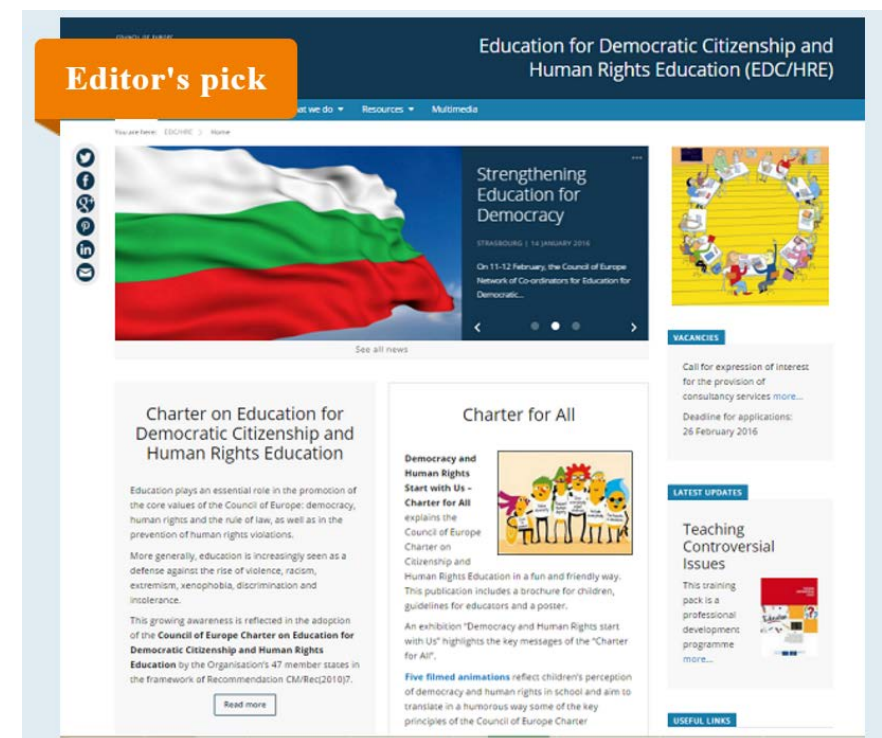 COUNCIL OF EUROPE
Editor's pick
Education for Democratic Citizenship and
Human Rights Education (EDC/HRE)
at we do
Resources
Multimedia
You are here: EDC/HRE > Home
Strengthening
Education for
Democracy
STRASBOURG | 14 JANUARY 2016
On 11-12 February, the Council of Europe
Network of Co-ordinators for Education for
Democratic...
See all news
Charter on Education for
Democratic Citizenship and
Human Rights Education
Education plays an essential role in the promotion of
the core values of the Council of Europe: democracy,
human rights and the rule of law, as well as in the
prevention of human rights violations.
More generally, education is increasingly seen as a
defense against the rise of violence, racism,
extremism, xenophobia, discrimination and
intolerance.
This growing awareness is reflected in the adoption
of the Council of Europe Charter on Education for
Democratic Citizenship and Human Rights
Education by the Organisation's 47 member states in
the framework of Recommendation CM/Rec(2010)7.
Read more
Charter for All
Democracy and
Human Rights
Start with Us –
Charter for All
explains the
Council of Europe
Charter on
Citizenship and
Human Rights Education in a fun and friendly way.
This publication includes a brochure for children,
guidelines for educators and a poster.
An exhibition "Democracy and Human Rights start
with Us" highlights the key messages of the "Charter
for All".
Five filmed animations reflect children's perception
of democracy and human rights in school and aim to
translate in a humorous way some of the key
principles of the Council of Europe Charter
VACANCIES
Call for expression of interest
for the provision of
consultancy services more...
Deadline for applications:
26 February 2016
LATEST UPDATES
Teaching
Controversial
Issues
This training
pack is a
professional
development
programme
more...
USEFUL LINKS